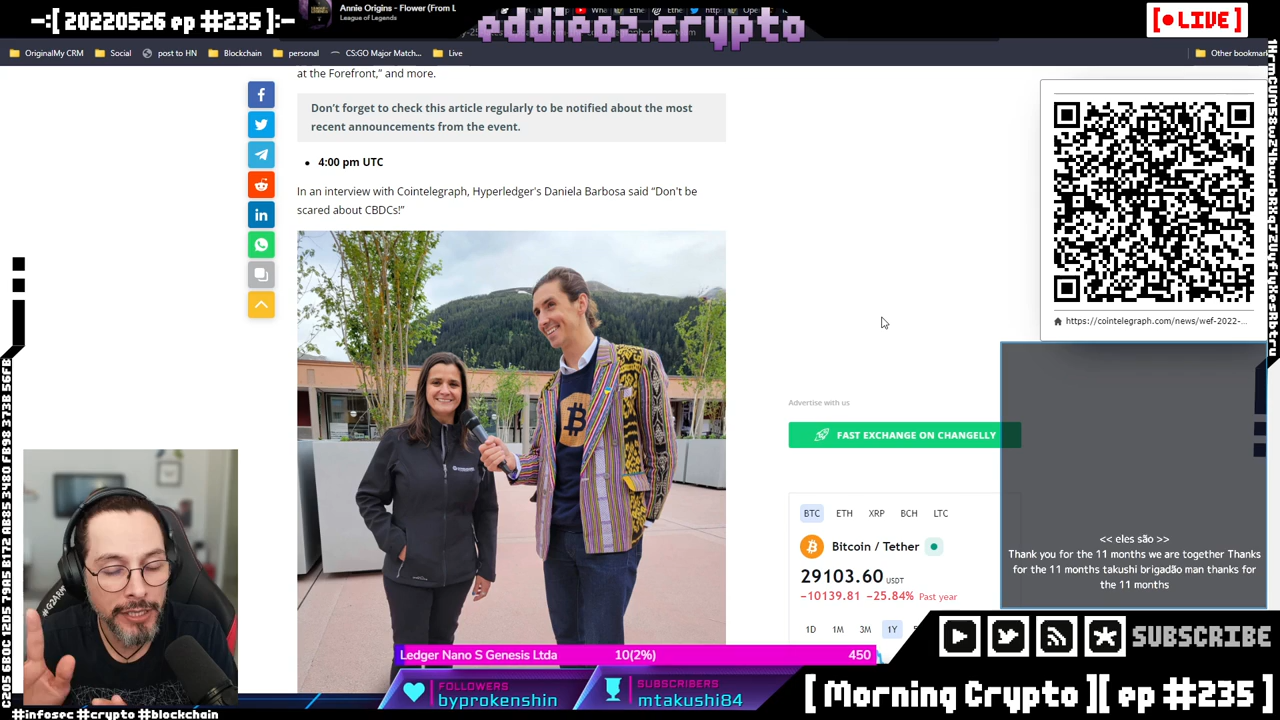 -:[ 20220526 ep #235 ]:-
Annie Origins - Flower (From L
League of Legends
eddieoz.crypto
[● LIVE]
OriginalMy CRM
Social
post to HN
Blockchain
personal
CS:GO Major Match...
Live
Other bookmar
at the Forefront,” and more.
Don’t forget to check this article regularly to be notified about the most
recent announcements from the event.
4:00 pm UTC
In an interview with Cointelegraph, Hyperledger's Daniela Barbosa said “Don't be
scared about CBDCs!”
https://cointelegraph.com/news/wef-2022-...
Advertise with us
FAST EXCHANGE ON CHANGELLY
BTC ETH XRP BCH LTC
Bitcoin / Tether
29103.60 USDT
−10139.81 −25.84% Past year
1D 1M 3M 1Y
<< eles são >>
Thank you for the 11 months we are together Thanks
for the 11 months takushi brigadão man thanks for
the 11 months
SUBSCRIBE
Ledger Nano S Genesis Ltda 10(2%) 450
FOLLOWERS
byprokenshin
SUBSCRIBERS
mtakushi84
[ Morning Crypto ][ ep #235 ]
#infosec #crypto #blockchain